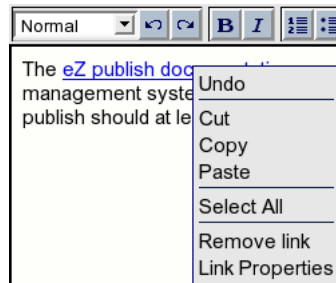 Normal
B I
The eZ publish doc
management syste
publish should at le
Undo
Cut
Copy
Paste
Select All
Remove link
Link Properties